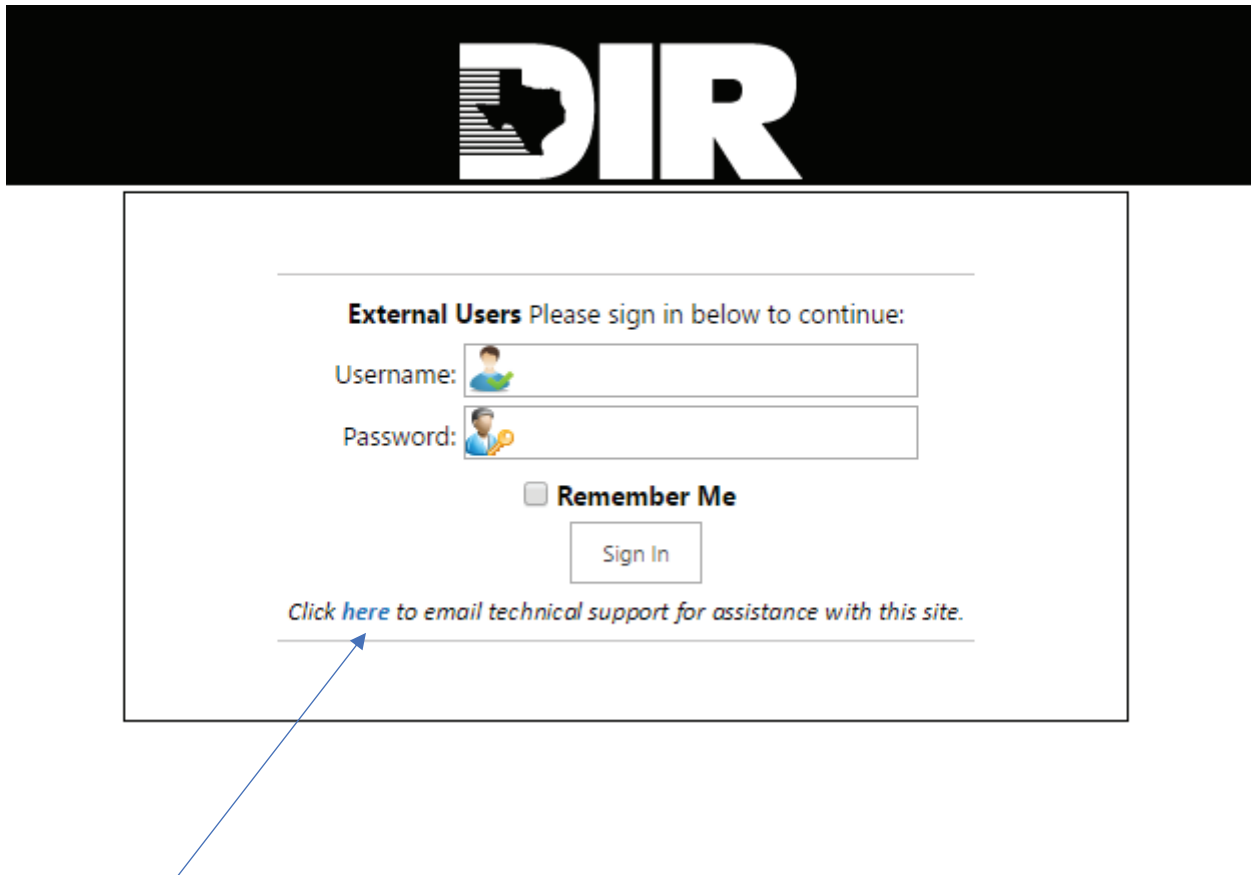 DIR
External Users Please sign in below to continue:
Username:
Password:
Remember Me
Sign In
Click here to email technical support for assistance with this site.